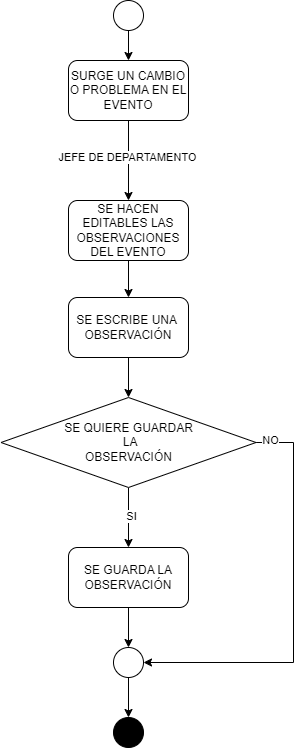 SURGE UN CAMBIO
O PROBLEMA EN EL
EVENTO
JEFE DE DEPARTAMENTO
SE HACEN
EDITABLES LAS
OBSERVACIONES
DEL EVENTO
SE ESCRIBE UNA
OBSERVACIÓN
SE QUIERE GUARDAR
LA
OBSERVACIÓN
NO
SI
SE GUARDA LA
OBSERVACIÓN